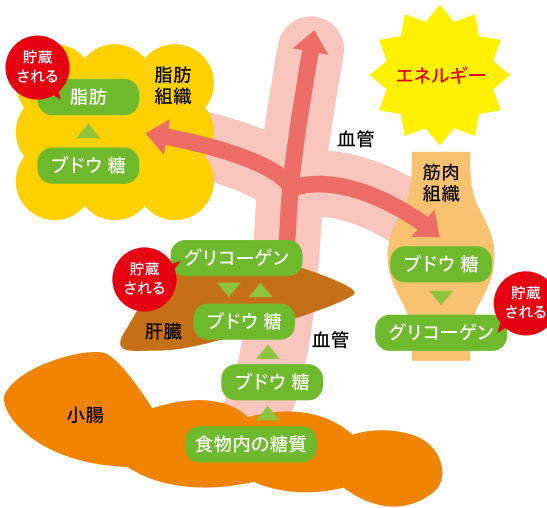 貯蔵
される
脂肪
脂肪
組織
ブドウ糖
エネルギー
血管
筋肉
組織
ブドウ糖
グリコーゲン
貯蔵
される
グリコーゲン
貯蔵
される
ブドウ糖
肝臓
血管
ブドウ糖
小腸
食物内の糖質